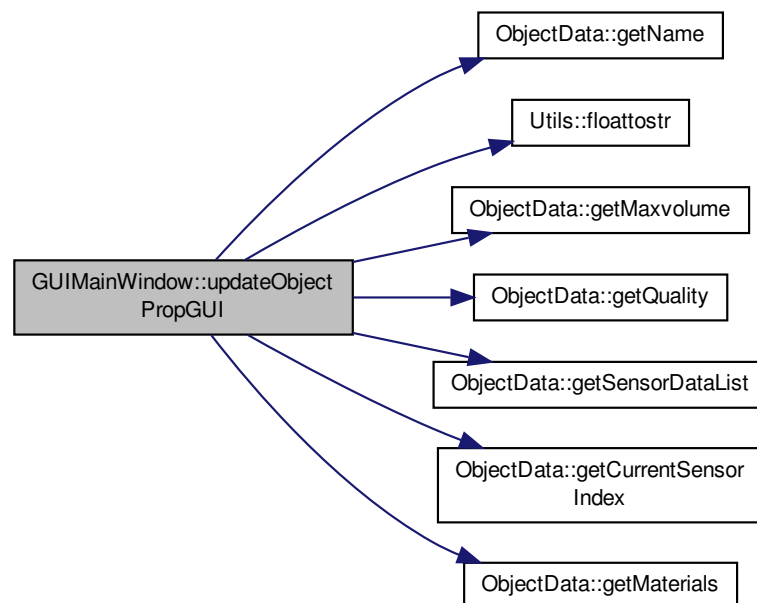 ObjectData::getName
Utils::floattostr
ObjectData::getMaxvolume
GUIMainWindow::updateObject
PropGUI
ObjectData::getQuality
ObjectData::getSensorDataList
ObjectData::getCurrentSensor
Index
ObjectData::getMaterials